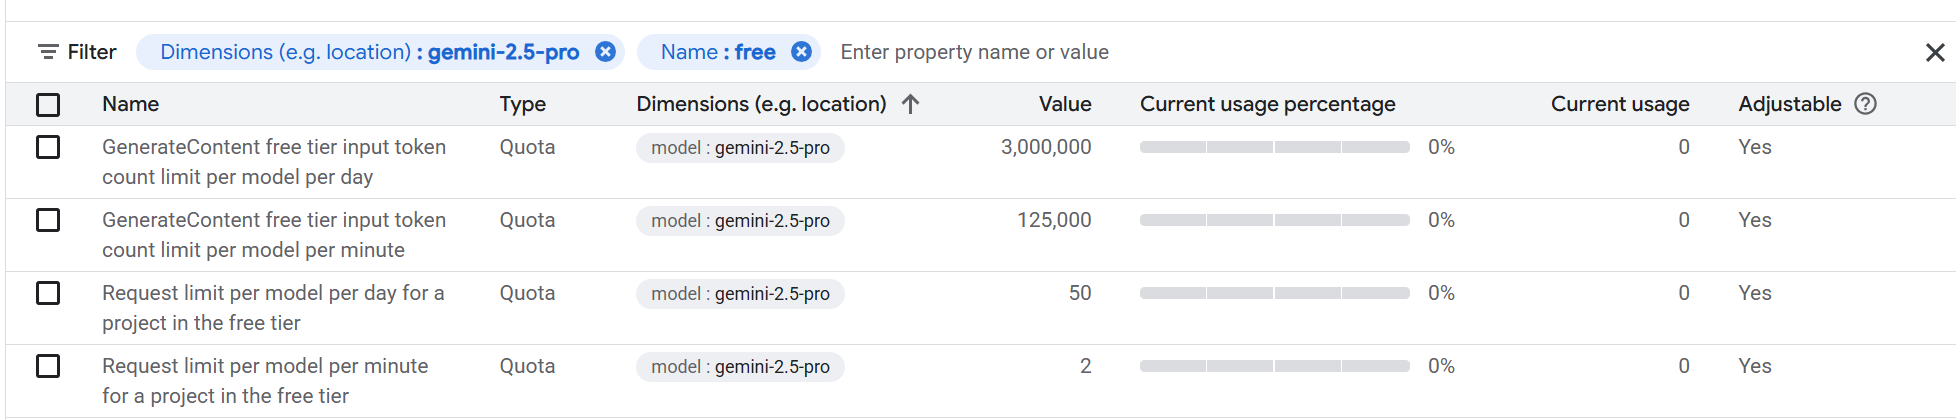 Filter Dimensions (e.g. location) : gemini-2.5-pro Name : free Enter property name or value
Name Type Dimensions (e.g. location) Value Current usage percentage Current usage Adjustable
GenerateContent free tier input token Quota model : gemini-2.5-pro 3,000,000 0% 0 Yes
count limit per model per day
GenerateContent free tier input token Quota model : gemini-2.5-pro 125,000 0% 0 Yes
count limit per model per minute
Request limit per model per day for a Quota model : gemini-2.5-pro 50 0% 0 Yes
project in the free tier
Request limit per model per minute Quota model : gemini-2.5-pro 2 0% 0 Yes
for a project in the free tier